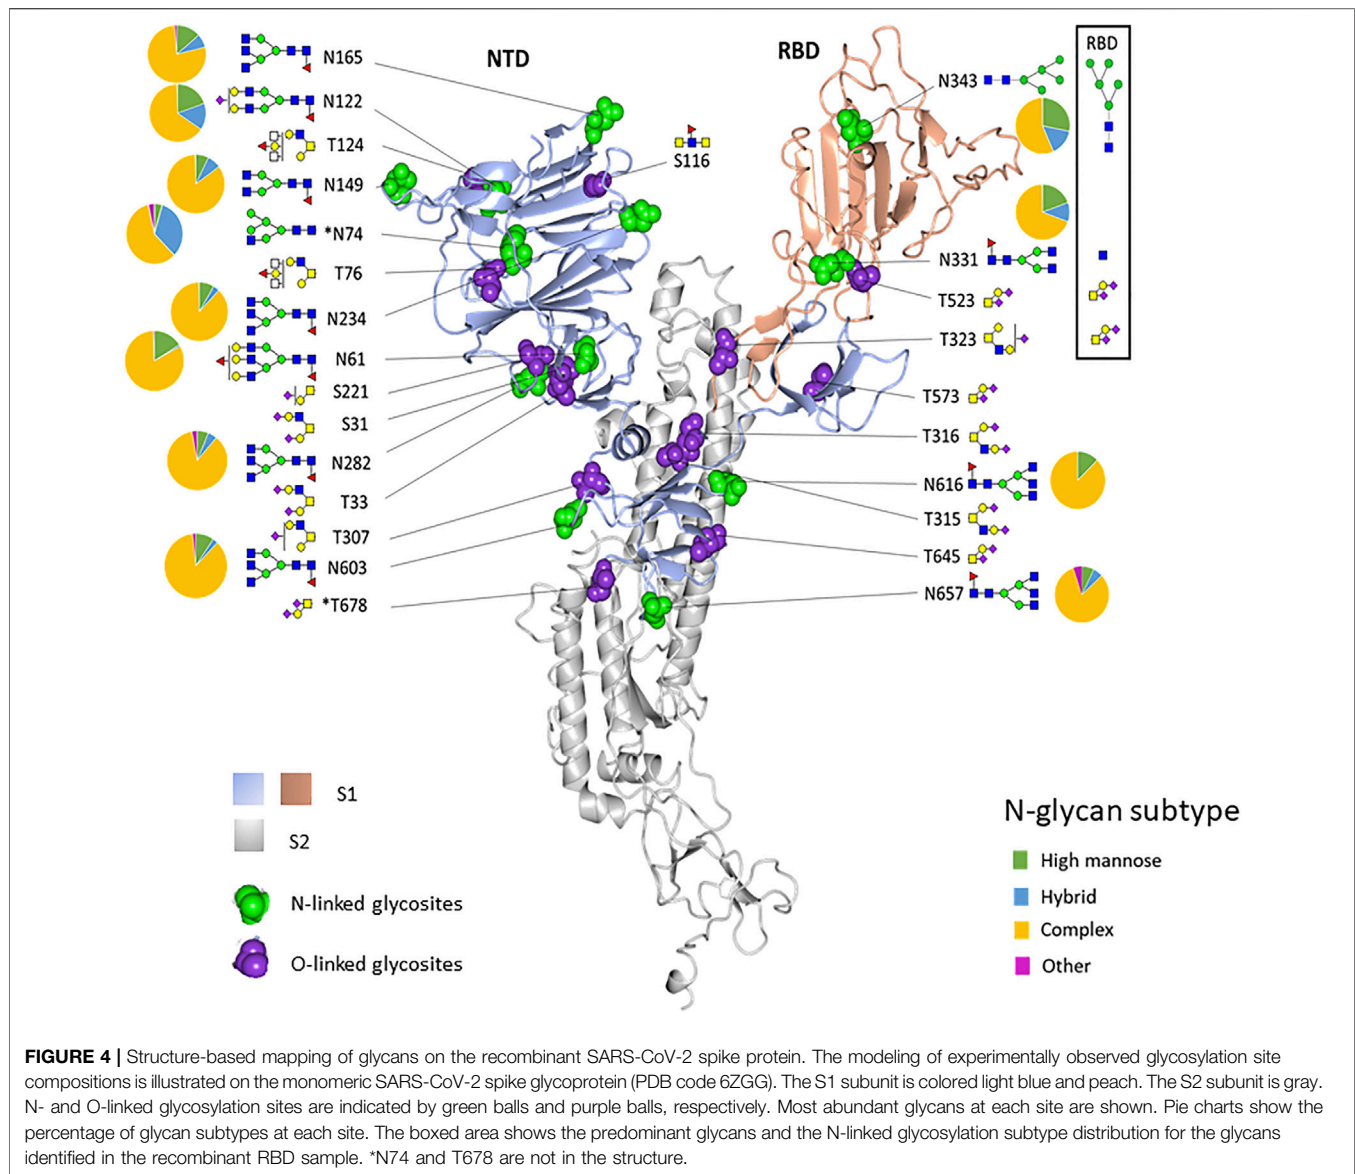 NTD
RBD
RBD
N165
N122
T124
N149
*N74
T76
N234
N61
S221
S31
N282
T33
T307
N603
*T678
S116
N343
N331
T523
T323
T573
T316
N616
T315
T645
N657
S1
S2
N-linked glycosites
O-linked glycosites
N-glycan subtype
High mannose
Hybrid
Complex
Other
FIGURE 4 | Structure-based mapping of glycans on the recombinant SARS-CoV-2 spike protein. The modeling of experimentally observed glycosylation site
compositions is illustrated on the monomeric SARS-CoV-2 spike glycoprotein (PDB code 6ZGG). The S1 subunit is colored light blue and peach. The S2 subunit is gray.
N- and O-linked glycosylation sites are indicated by green balls and purple balls, respectively. Most abundant glycans at each site are shown. Pie charts show the
percentage of glycan subtypes at each site. The boxed area shows the predominant glycans and the N-linked glycosylation subtype distribution for the glycans
identified in the recombinant RBD sample. *N74 and T678 are not in the structure.